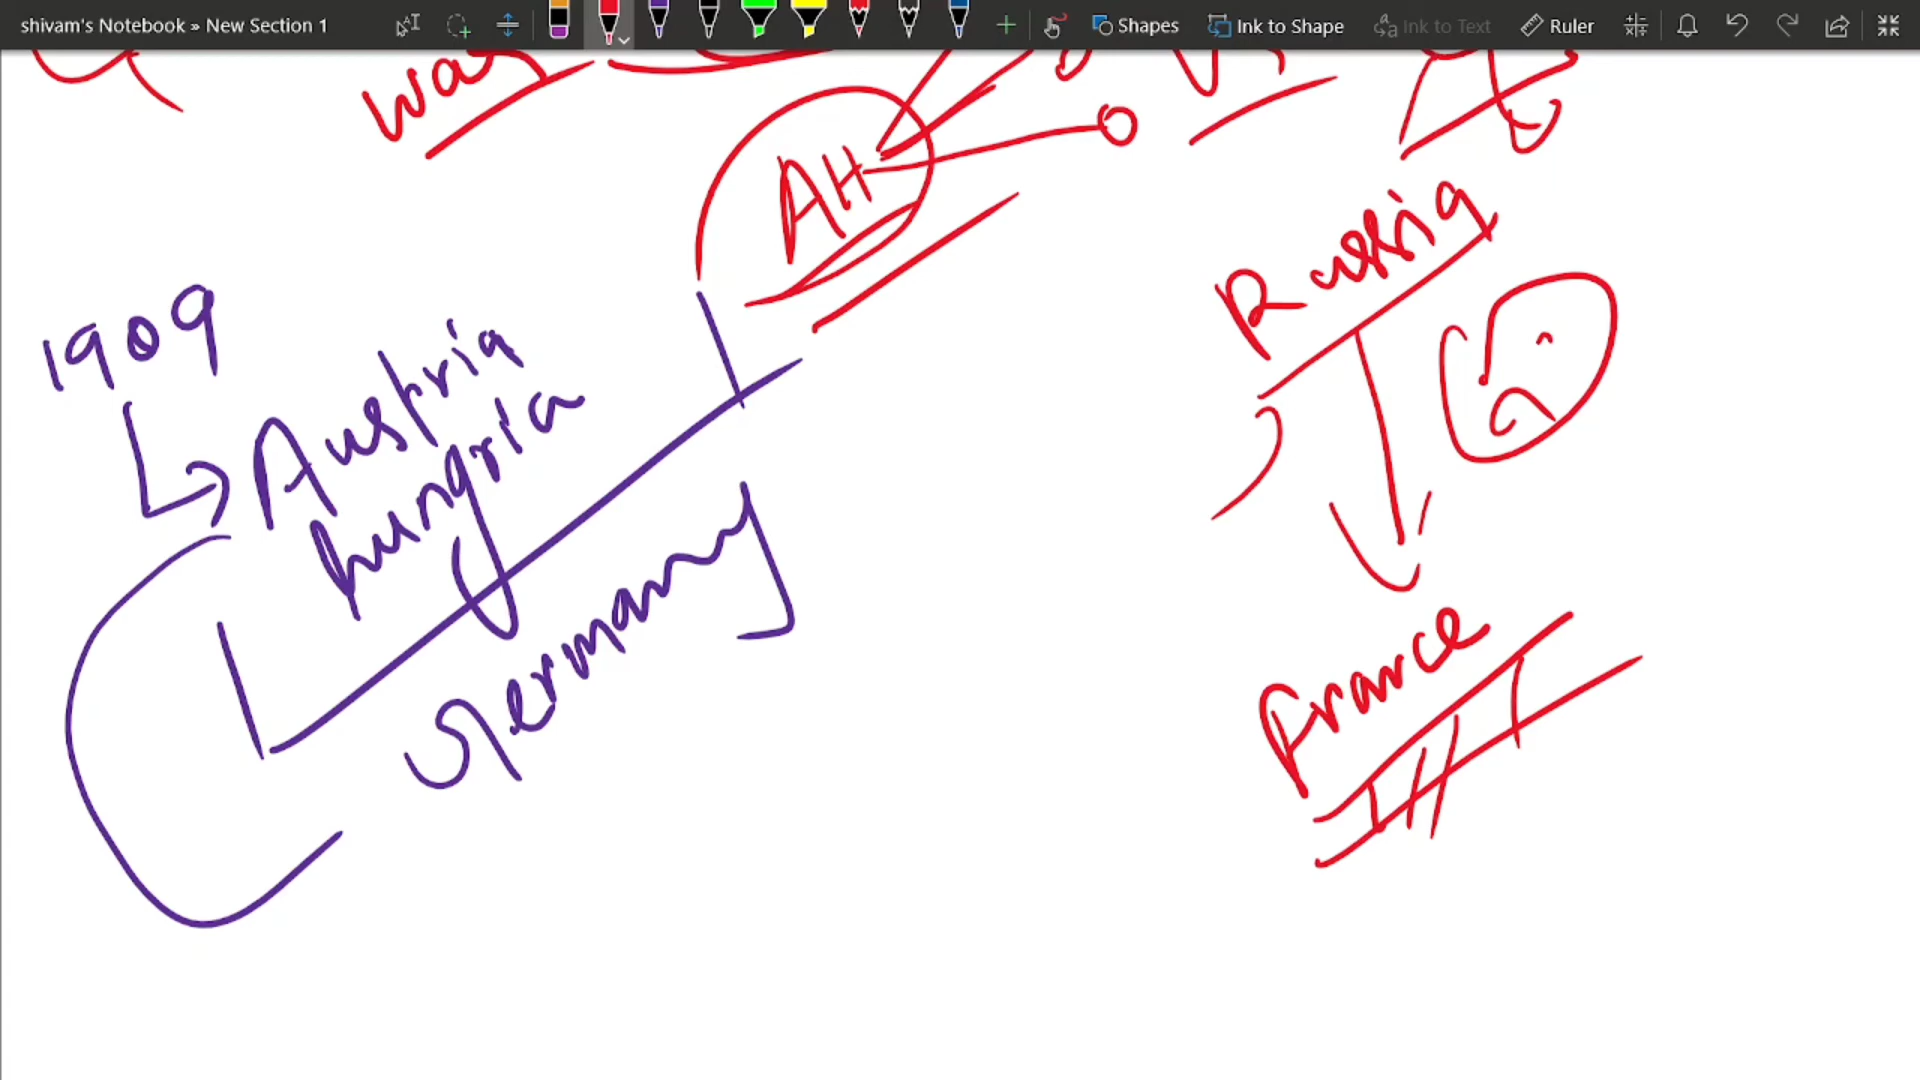 shivam's Notebook » New Section 1
Shapes
Ink to Shape
Ink to Text
Ruler
war
AH
Russia
1909
Austria
hungria
Germany
France